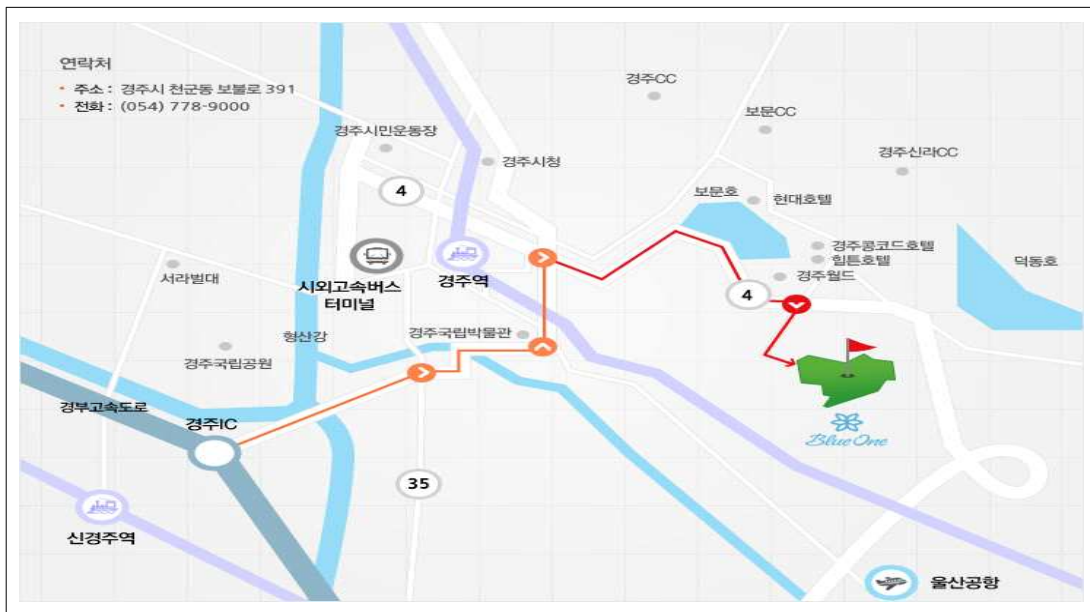 연락처
• 주소 : 경주시 천군동 보불로 391
• 전화 : (054) 778-9000
경주CC
보문CC
경주시민운동장
경주시청
경주신라CC
4
보문호
현대호텔
경주콩코드호텔
힐튼호텔
덕동호
서라벌대
시외고속버스
터미널
경주역
경주월드
4
형산강
경주국립박물관
경주국립공원
경부고속도로
경주IC
BlueOne
35
신경주역
울산공항